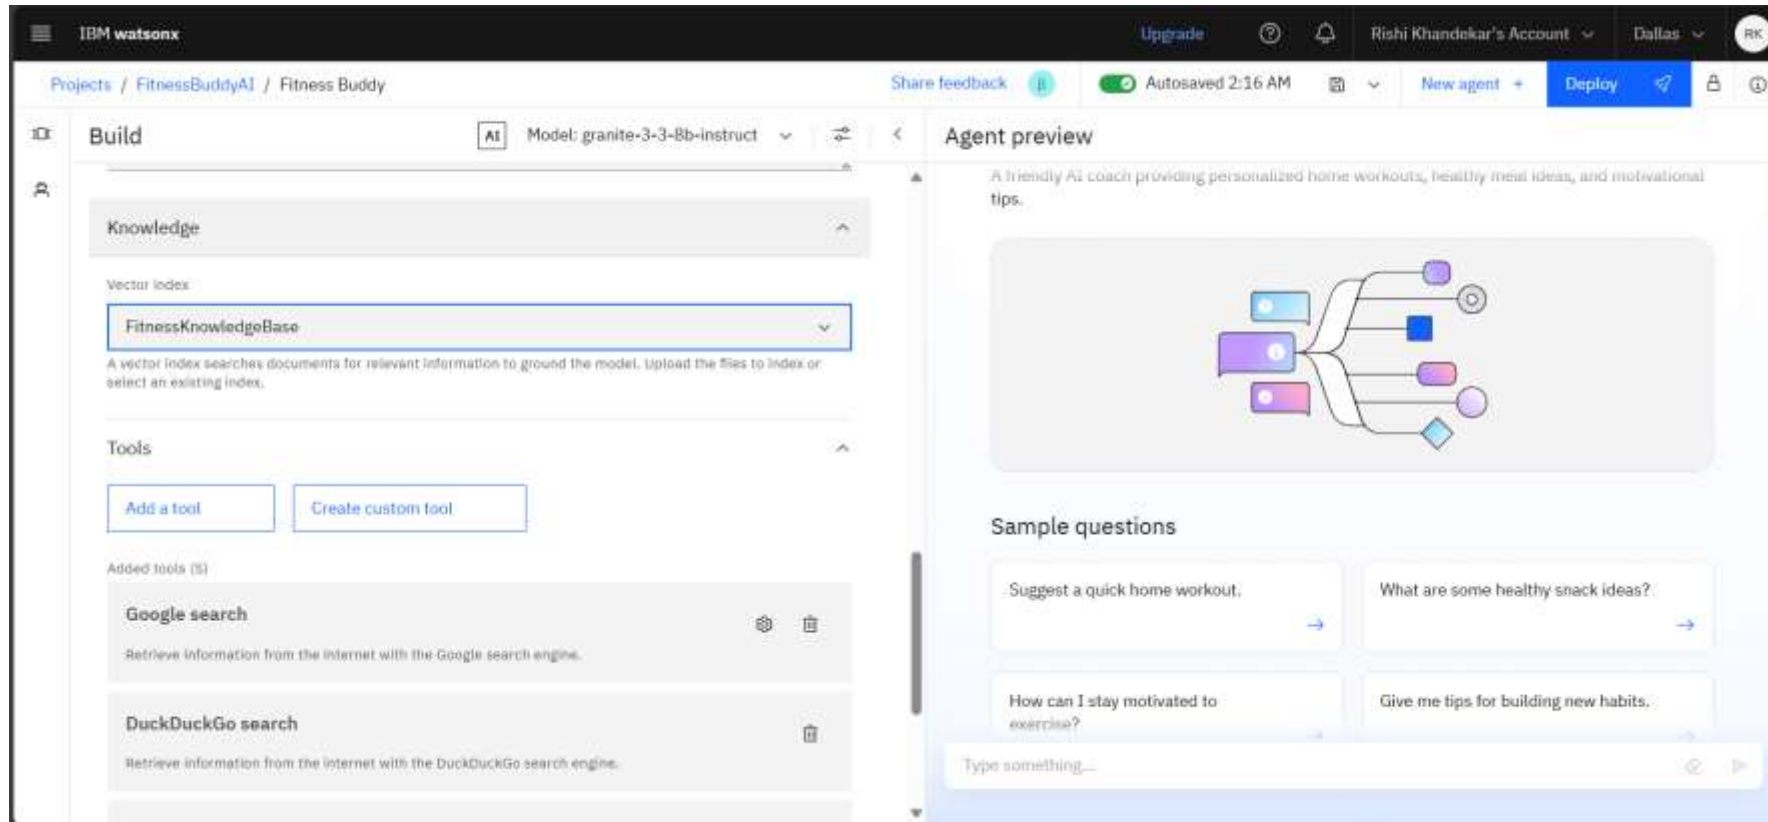 IBM watsonx
Upgrade
Rishi Khandekar's Account
Dallas
RK
Projects / FitnessBuddyAI / Fitness Buddy
Share feedback
Autosaved 2:16 AM
New agent +
Deploy
Build
AI
Model: granite-3-3-8b-instruct
Agent preview
Knowledge
Vector index
FitnessKnowledgeBase
A vector index searches documents for relevant information to ground the model. Upload the files to index or
select an existing index.
Tools
Add a tool
Create custom tool
Added tools (5)
Google search
Retrieve information from the internet with the Google search engine.
DuckDuckGo search
Retrieve information from the internet with the DuckDuckGo search engine.
A friendly AI coach providing personalized home workouts, healthy meal ideas, and motivational
tips.
Sample questions
Suggest a quick home workout.
What are some healthy snack ideas?
How can I stay motivated to
exercise?
Give me tips for building new habits.
Type something...